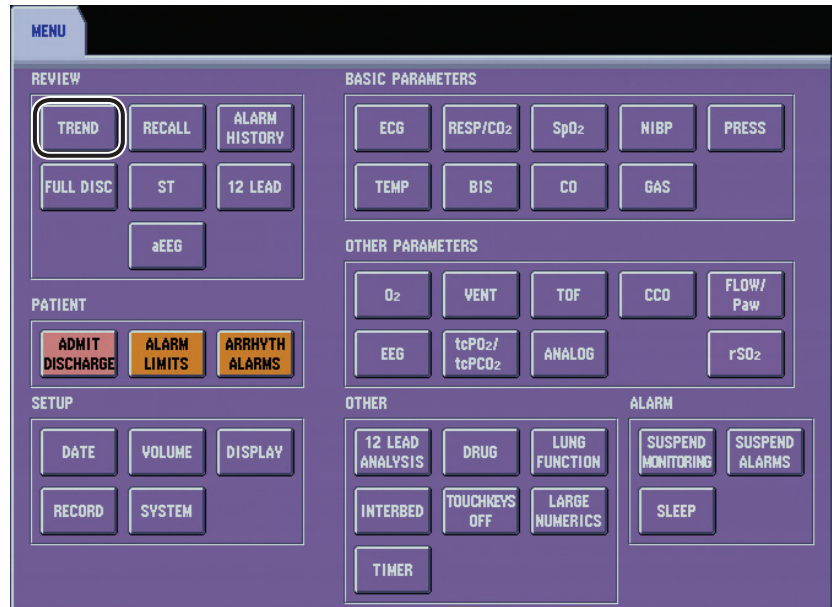 MENU
REVIEW
TREND
RECALL
ALARM
HISTORY
FULL DISC
ST
12 LEAD
aEEG
PATIENT
ADMIT
DISCHARGE
ALARM
LIMITS
ARRHYTH
ALARMS
SETUP
DATE
VOLUME
DISPLAY
RECORD
SYSTEM
BASIC PARAMETERS
ECG
RESP/CO₂
SpO₂
NIBP
PRESS
TEMP
BIS
CO
GAS
OTHER PARAMETERS
O₂
VENT
TOF
CCO
FLOW/
Paw
EEG
tcPO₂/
tcPCO₂
ANALOG
rSO₂
OTHER
12 LEAD
ANALYSIS
DRUG
LUNG
FUNCTION
INTERBED
TOUCHKEYS
OFF
LARGE
NUMERICS
TIMER
ALARM
SUSPEND
MONITORING
SUSPEND
ALARMS
SLEEP